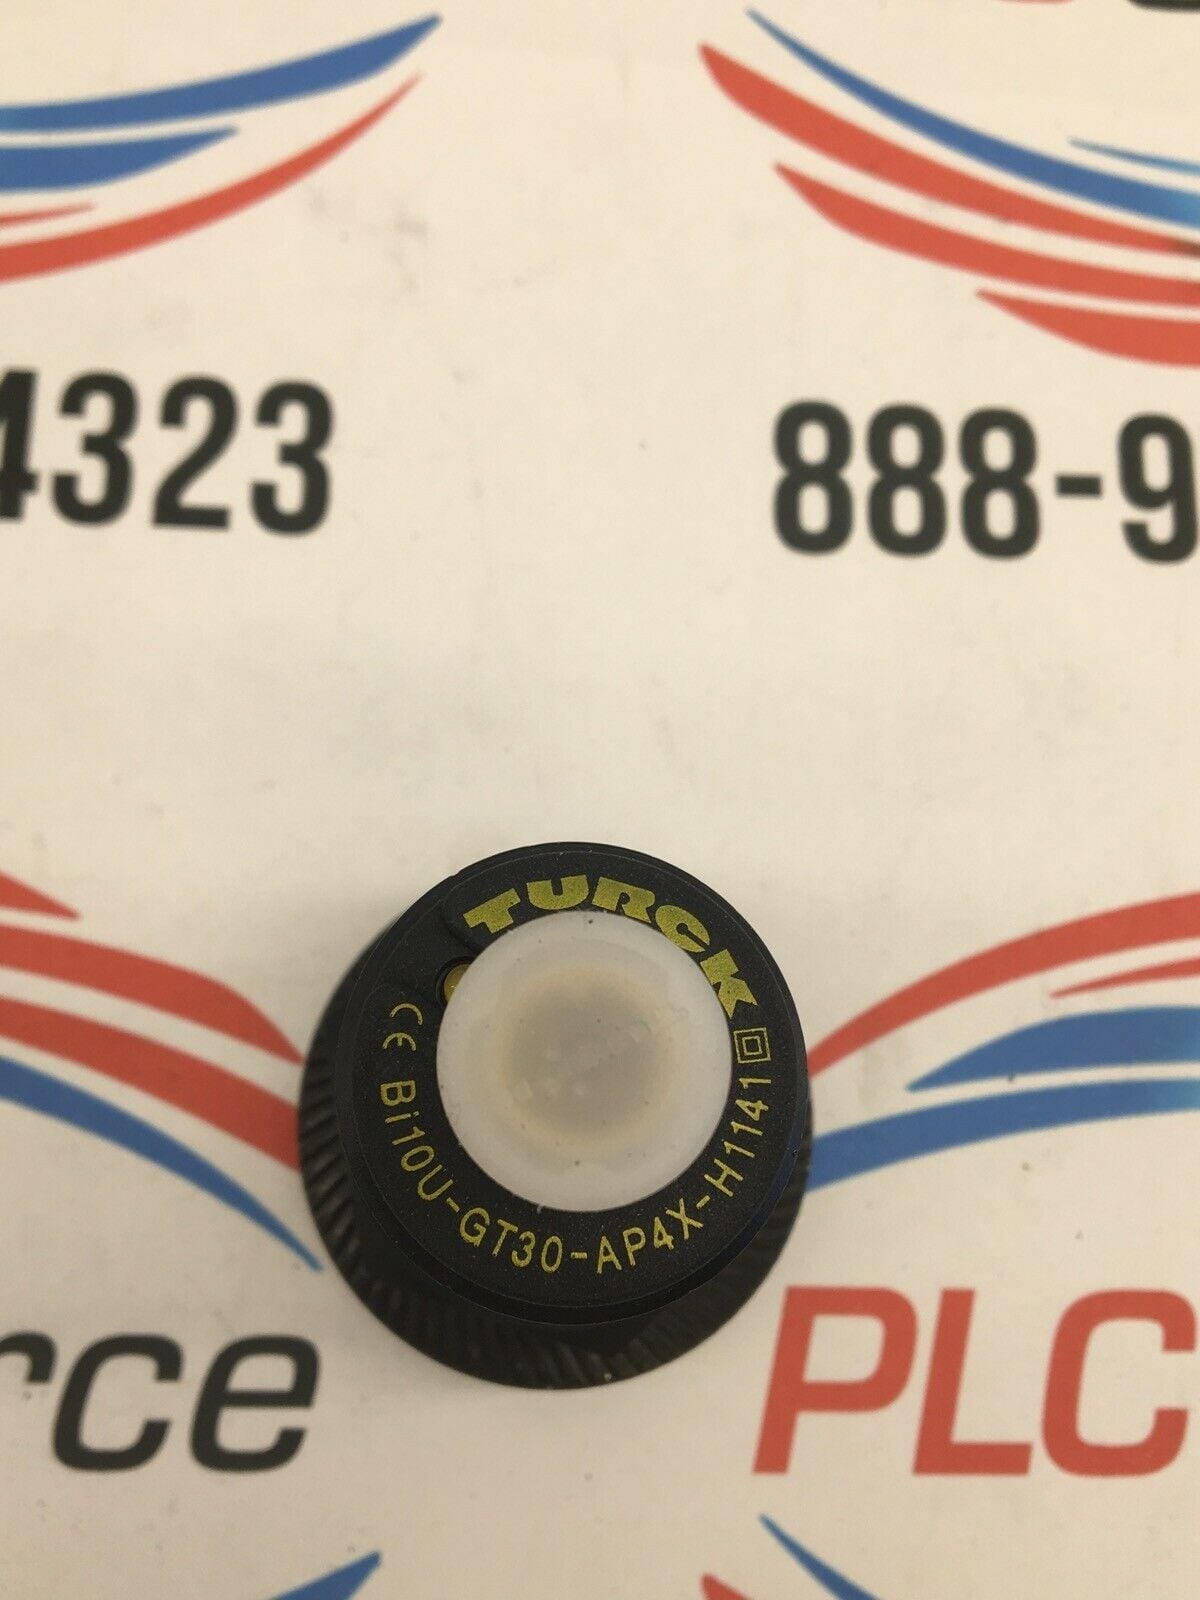 4323
888-9
TURCK
CE Bi10U-GT30-AP4X-H1141
rce
PLC